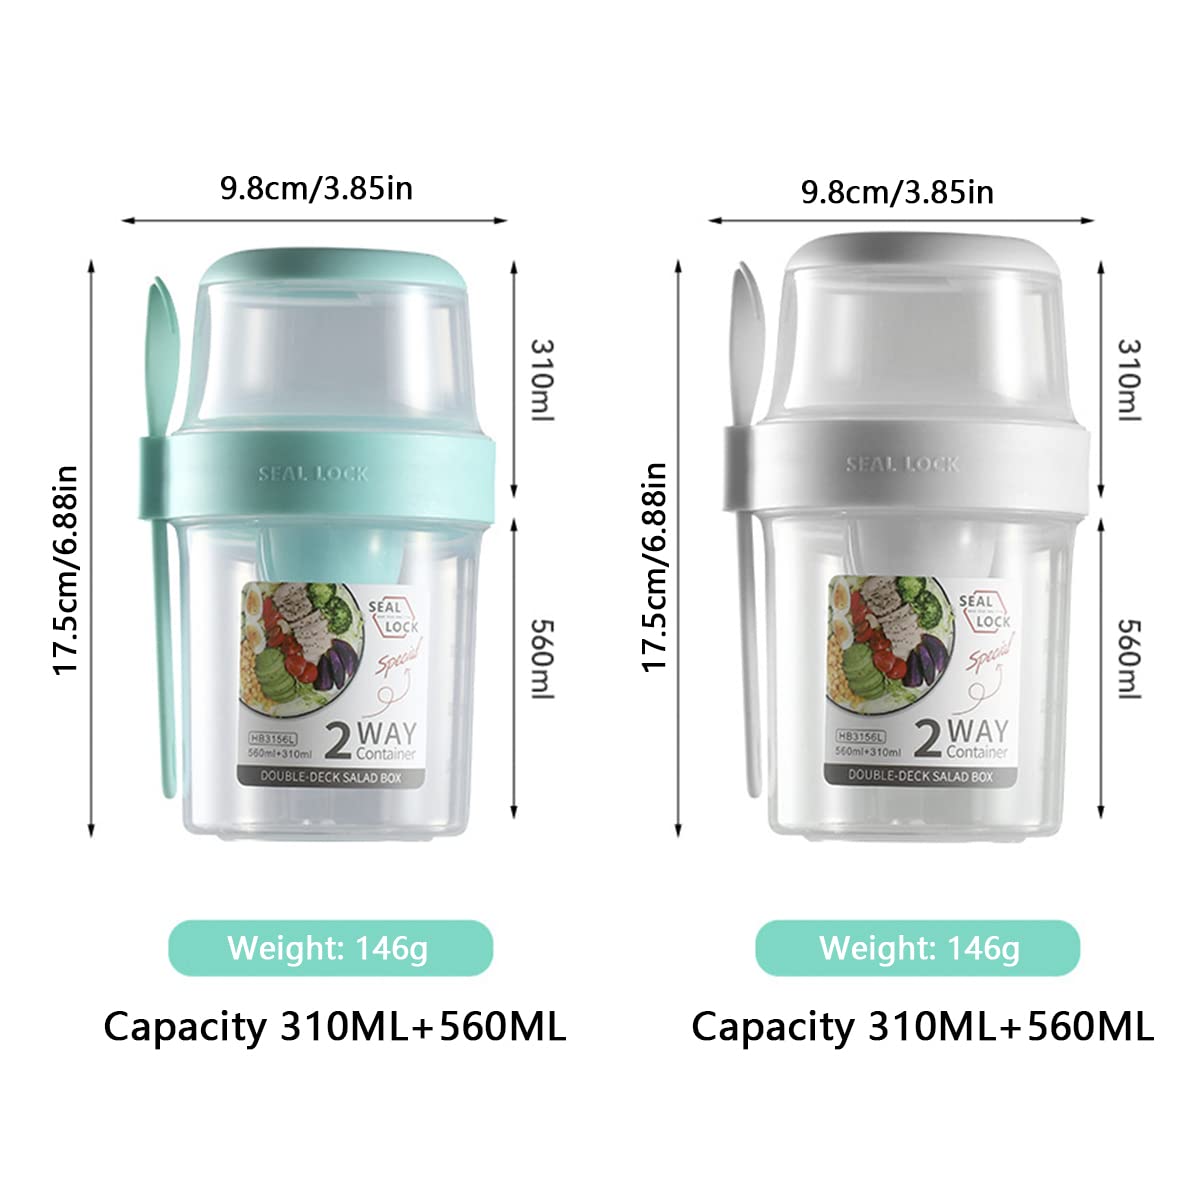 9.8cm/3.85in
17.5cm/6.88in
310ml
560ml
SEAL LOCK
SEAL
LOCK
Special
HB3156L
560ml+310ml
2 WAY
Container
DOUBLE-DECK SALAD BOX
Weight: 146g
Capacity 310ML+560ML
9.8cm/3.85in
17.5cm/6.88in
310ml
560ml
SEAL LOCK
SEAL
LOCK
Special
HB3156L
560ml+310ml
2 WAY
Container
DOUBLE-DECK SALAD BOX
Weight: 146g
Capacity 310ML+560ML